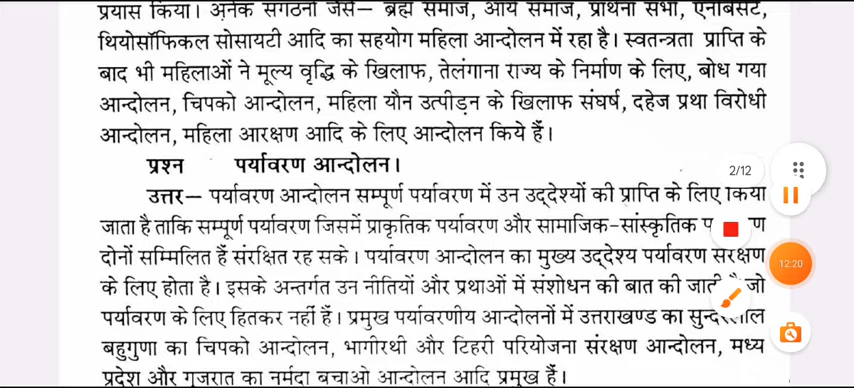 प्रयास किया। अनेक संगठनों जैसे– ब्रह्म समाज, आर्य समाज, प्रार्थना सभा, एनीबेसेंट,
थियोसॉफिकल सोसायटी आदि का सहयोग महिला आन्दोलन में रहा है। स्वतन्त्रता प्राप्ति के
बाद भी महिलाओं ने मूल्य वृद्धि के खिलाफ, तेलंगाना राज्य के निर्माण के लिए, बोध गया
आन्दोलन, चिपको आन्दोलन, महिला यौन उत्पीड़न के खिलाफ संघर्ष, दहेज प्रथा विरोधी
आन्दोलन, महिला आरक्षण आदि के लिए आन्दोलन किये हैं।
प्रश्न पर्यावरण आन्दोलन।
2/12
उत्तर– पर्यावरण आन्दोलन सम्पूर्ण पर्यावरण में उन उद्देश्यों की प्राप्ति के लिए किया
जाता है ताकि सम्पूर्ण पर्यावरण जिसमें प्राकृतिक पर्यावरण और सामाजिक-सांस्कृतिक
दोनों सम्मिलित हैं संरक्षित रह सके। पर्यावरण आन्दोलन का मुख्य उद्देश्य पर्यावरण संरक्षण
12:20
के लिए होता है। इसके अन्तर्गत उन नीतियों और प्रथाओं में संशोधन की बात की जाती है जो
पर्यावरण के लिए हितकर नहीं हैं। प्रमुख पर्यावरणीय आन्दोलनों में उत्तराखण्ड का सुन्दरलाल
बहुगुणा का चिपको आन्दोलन, भागीरथी और टिहरी परियोजना संरक्षण आन्दोलन, मध्य
प्रदेश और गुजरात का नर्मदा बचाओ आन्दोलन आदि प्रमुख हैं।